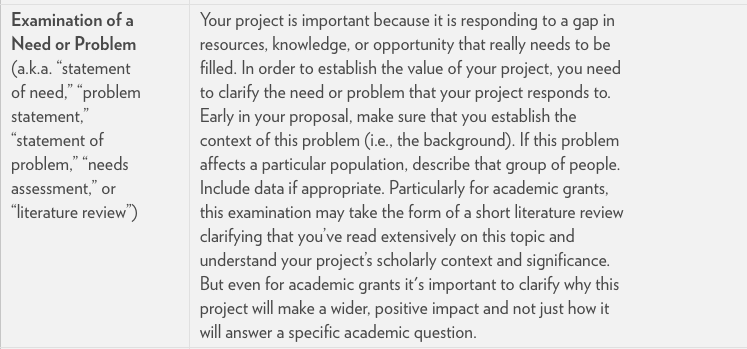 Examination of a
Need or Problem
(a.k.a. “statement
of need,” “problem
statement,”
“statement of
problem,” “needs
assessment,” or
“literature review”)
Your project is important because it is responding to a gap in
resources, knowledge, or opportunity that really needs to be
filled. In order to establish the value of your project, you need
to clarify the need or problem that your project responds to.
Early in your proposal, make sure that you establish the
context of this problem (i.e., the background). If this problem
affects a particular population, describe that group of people.
Include data if appropriate. Particularly for academic grants,
this examination may take the form of a short literature review
clarifying that you’ve read extensively on this topic and
understand your project’s scholarly context and significance.
But even for academic grants it's important to clarify why this
project will make a wider, positive impact and not just how it
will answer a specific academic question.